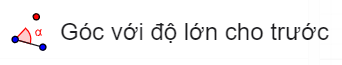 α Góc với độ lớn cho trước